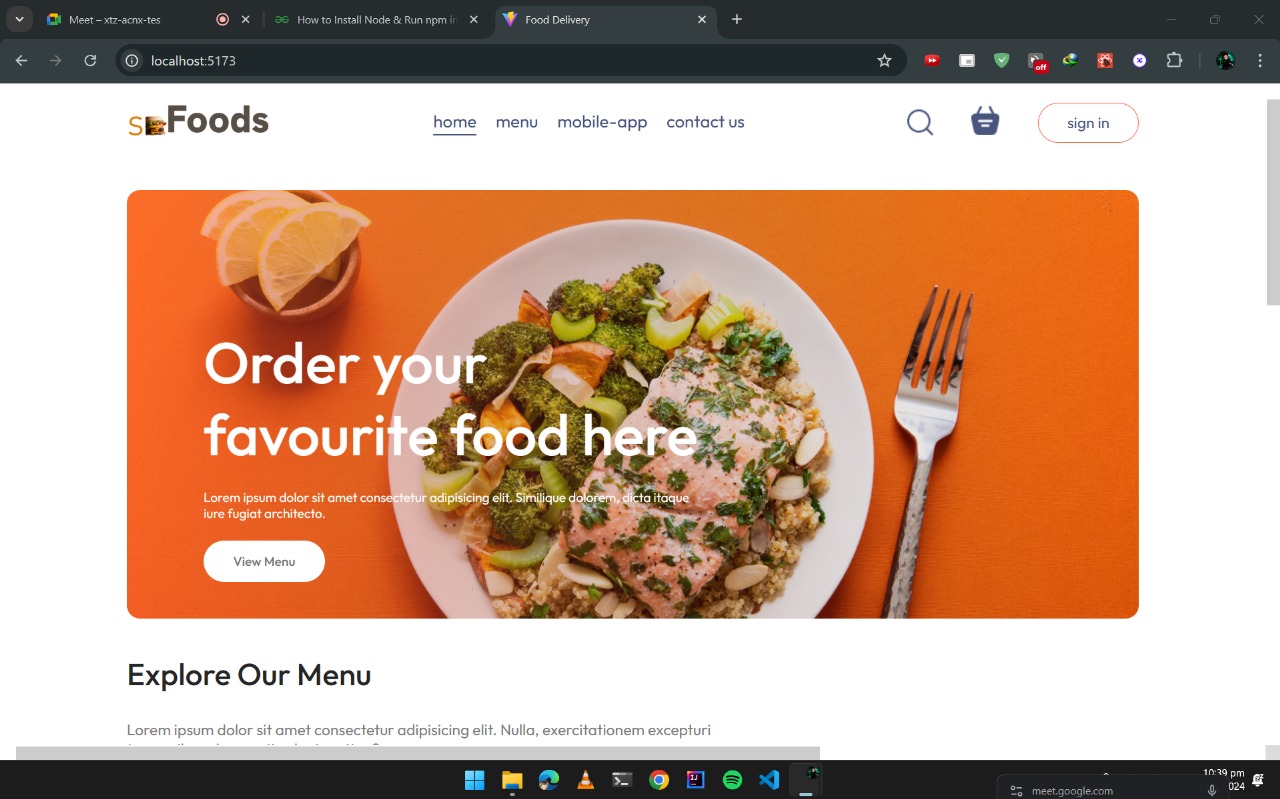 Meet – xtz-acnx-tes
How to Install Node & Run npm in
Food Delivery
localhost:5173
off
Foods
home
menu
mobile-app
contact us
sign in
Order your
favourite food here
Lorem ipsum dolor sit amet consectetur adipisicing elit. Similique dolorem, dicta itaque
iure fugiat architecto.
View Menu
Explore Our Menu
Lorem ipsum dolor sit amet consectetur adipisicing elit. Nulla, exercitationem excepturi
10:39 pm
024
meet.google.com